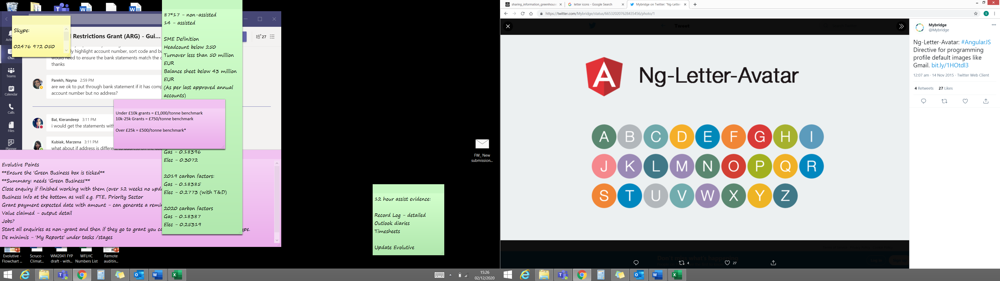 Skype:
02476 972 050
Activ
Chat
Teams
Calendar
Calls
Files
Planner
Restrictions Grant (ARG) - Gui...
27
ly highlight account number, sort code and bu
would need to ensure the bank statements match the
thanks
Parekh, Nayna 2:59 PM
are we ok to put through bank statement if it has comp
account number but no address?
Bal, Kierandeep 3:11 PM
i would get the statements with
Kubiak, Marzena 3:11 PM
what about if address is different to address on the
87*17 - non-assisted
14 - assisted
SME Definition
Headcount below 250
Turnover less than 50 million
EUR
Balance sheet below 43 million
EUR
(As per last approved annual
accounts)
Under £10k grants = £1,000/tonne benchmark
10k-25k Grants = £750/tonne benchmark
Over £25k = £500/tonne benchmark*
Gas - 0.18396
Elec - 0.3072
2019 carbon factors:
Gas - 0.18385
Elec - 0.2773 (with T&D)
2020 carbon factors
Gas - 0.18387
Elec - 0.25319
Evolutive Points
**Ensure the 'Green Business box is ticked**
**Summary: needs 'Green Business'**
Close enquiry if finished working with them (over 12 weeks no upda
Business Info at the bottom as well e.g. FTE, Priority Sector
Grant payment expected date with amount - can generate a remin
Value claimed - output detail
Jobs?
Start all enquiries as non-grant and then if they go to grant you ca pe.
De minimis - 'My Reports' under tasks /stages
Evolutive -
Flowchart ...
Scruco -
Climat...
WM2041 FYP
draft - with...
WFLHC
Numbers List
Remote
auditin...
FW_ New
submission...
12 hour assist evidence:
Record Log - detailed
Outlook diaries
Timesheets
Update Evolutive
15:26
02/12/2020
sharing_information_greenhouse
letter icons - Google Search
Mybridge on Twitter: "Ng-Letter
https://twitter.com/Mybridge/status/665320207628435456/photo/1
S
Tweet
Ng-Letter-Avatar
A B C D E F G H I
J K L M N O P Q R
S T U V W X Y Z
Don't miss what's happening
4
27
Mybridge
@Mybridge
Ng-Letter-Avatar: #AngularJS
Directive for programming
profile default images like
Gmail. bit.ly/1HOtdl3
12:07 am · 14 Nov 2015 · Twitter Web Client
4 Retweets 27 Likes